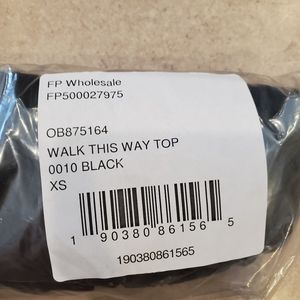 FP Wholesale
FP500027975
OB875164
WALK THIS WAY TOP
0010 BLACK
XS
1 90380 86156 5
190380861565